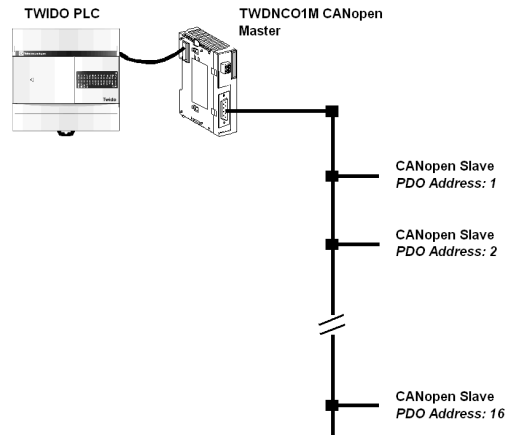 TWIDO PLC
TWDNCO1M CANopen
Master
Twido
CANopen Slave
PDO Address: 1
CANopen Slave
PDO Address: 2
CANopen Slave
PDO Address: 16